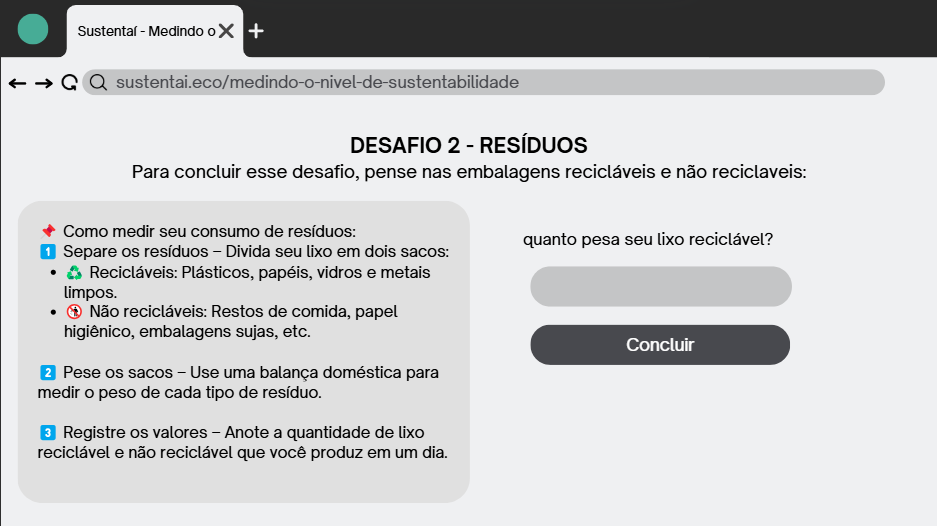 Sustentaí - Medindo o
sustentai.eco/medindo-o-nivel-de-sustentabilidade
DESAFIO 2 - RESÍDUOS
Para concluir esse desafio, pense nas embalagens recicláveis e não reciclaveis:
📌 Como medir seu consumo de resíduos:
1️⃣ Separe os resíduos – Divida seu lixo em dois sacos:
• ♻️ Recicláveis: Plásticos, papéis, vidros e metais
limpos.
• 🚯 Não recicláveis: Restos de comida, papel
higiênico, embalagens sujas, etc.
2️⃣ Pese os sacos – Use uma balança doméstica para
medir o peso de cada tipo de resíduo.
3️⃣ Registre os valores – Anote a quantidade de lixo
reciclável e não reciclável que você produz em um dia.
quanto pesa seu lixo reciclável?
Concluir